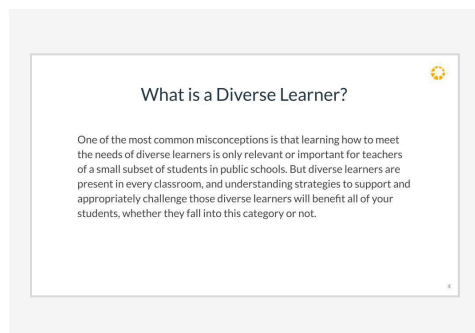 What is a Diverse Learner?
One of the most common misconceptions is that learning how to meet
the needs of diverse learners is only relevant or important for teachers
of a small subset of students in public schools. But diverse learners are
present in every classroom, and understanding strategies to support and
appropriately challenge those diverse learners will benefit all of your
students, whether they fall into this category or not.